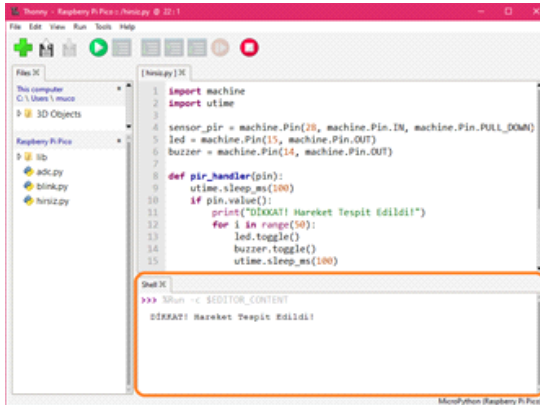 Thonny - Raspberry Pi Pico :: /hirsiz.py @ 22 : 1
File Edit View Run Tools Help
Files
This computer
C: \ Users \ muco
3D Objects
Raspberry Pi Pico
lib
adc.py
blink.py
hirsiz.py
[ hirsiz.py ]
1 import machine
2 import utime
3
4 sensor_pir = machine.Pin(28, machine.Pin.IN, machine.Pin.PULL_DOWN)
5 led = machine.Pin(15, machine.Pin.OUT)
6 buzzer = machine.Pin(14, machine.Pin.OUT)
7
8 def pir_handler(pin):
9 utime.sleep_ms(100)
10 if pin.value():
11 print("DİKKAT! Hareket Tespit Edildi!")
12 for i in range(50):
13 led.toggle()
14 buzzer.toggle()
15 utime.sleep_ms(100)
Shell
>>> %Run -c $EDITOR_CONTENT
DİKKAT! Hareket Tespit Edildi!
MicroPython (Raspberry Pi Pico